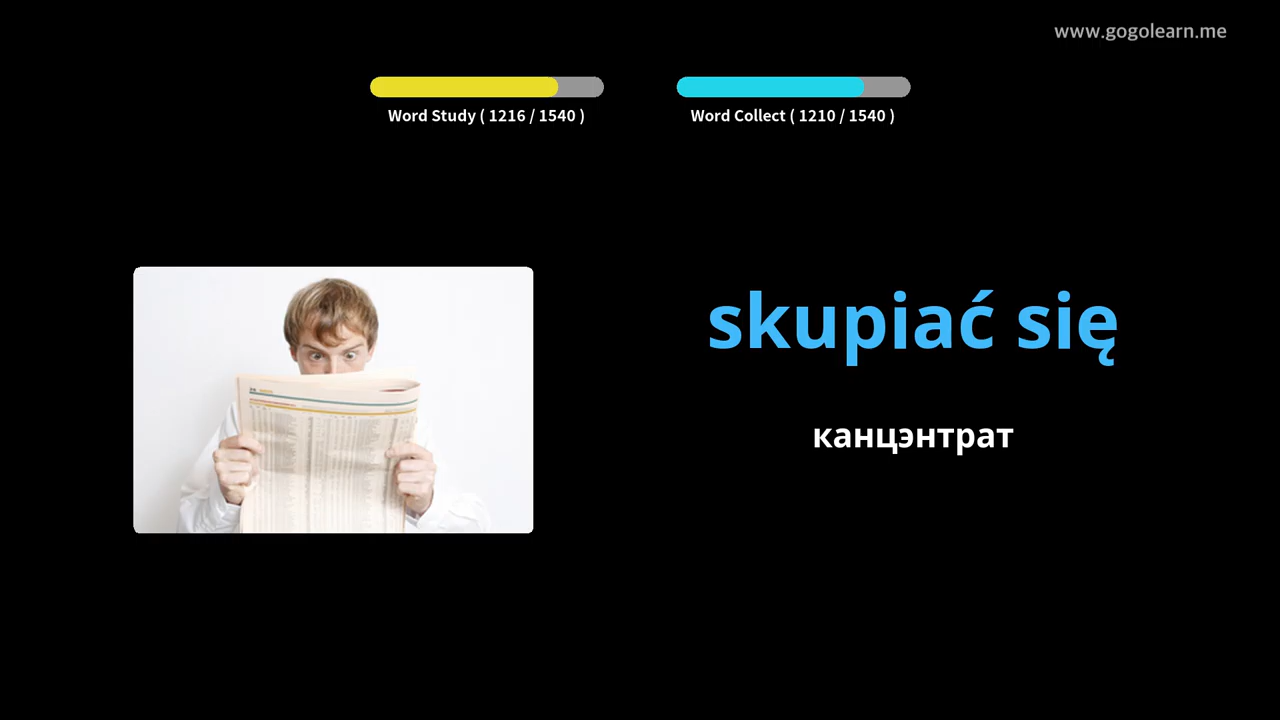 www.gogolearn.me
Word Study ( 1216 / 1540 )
Word Collect ( 1210 / 1540 )
skupiać się
канцэнтрат